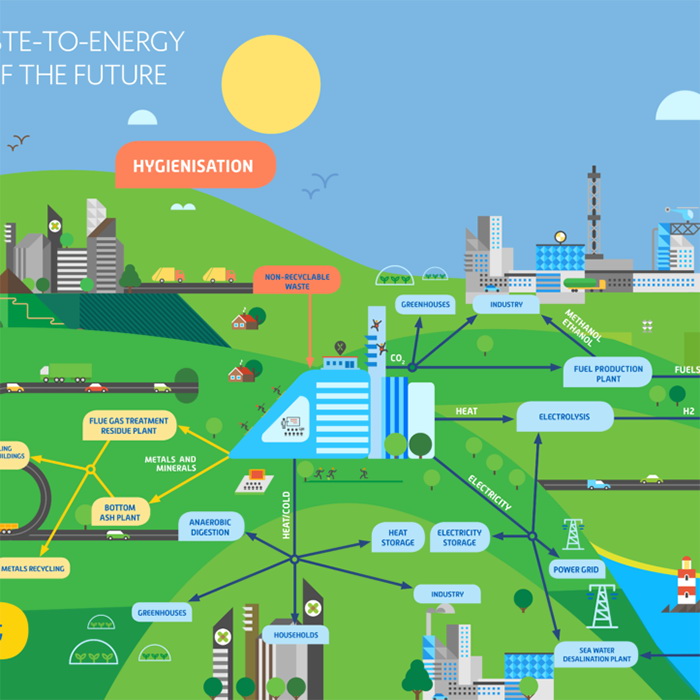 STE-TO-ENERGY
F THE FUTURE
HYGIENISATION
NON-RECYCLABLE
WASTE
GREENHOUSES
INDUSTRY
METHANOL
ETHANOL
CO₂
FUEL PRODUCTION
PLANT
FUELS
HEAT
ELECTROLYSIS
H2
FLUE GAS TREATMENT
RESIDUE PLANT
METALS AND
MINERALS
LING
BUILDINGS
BOTTOM
ASH PLANT
METALS RECYCLING
HEAT/COLD
ELECTRICITY
ANAEROBIC
DIGESTION
HEAT
STORAGE
ELECTRICITY
STORAGE
POWER GRID
GREENHOUSES
HOUSEHOLDS
INDUSTRY
SEA WATER
DESALINATION PLANT